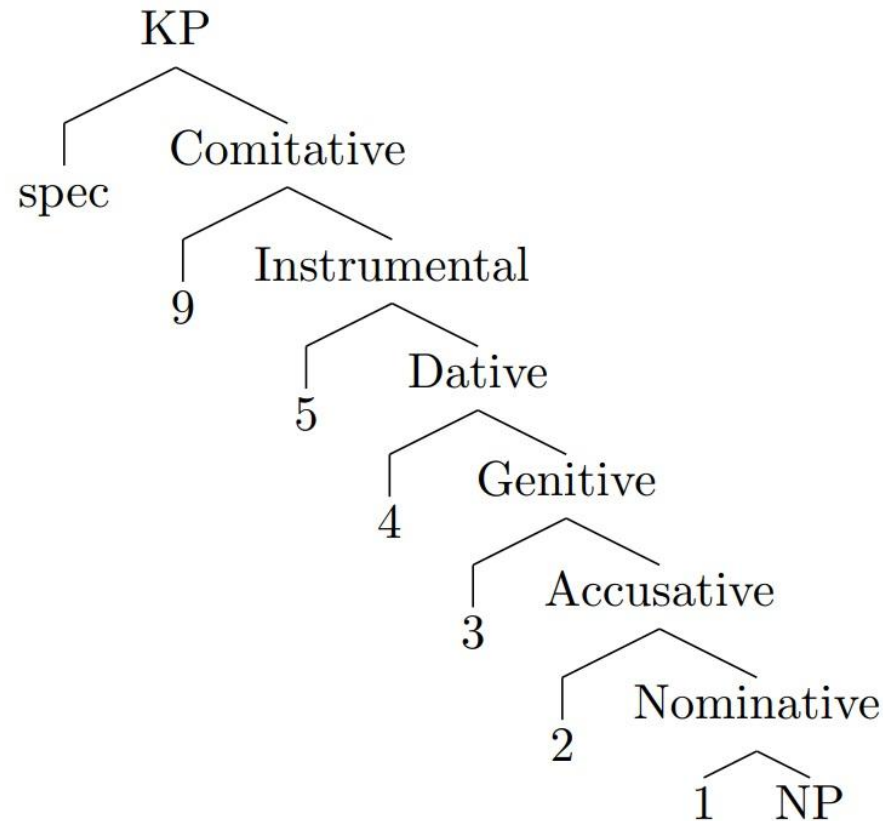 KP
Comitative
spec
Instrumental
9
Dative
5
Genitive
4
Accusative
3
Nominative
2
1 NP